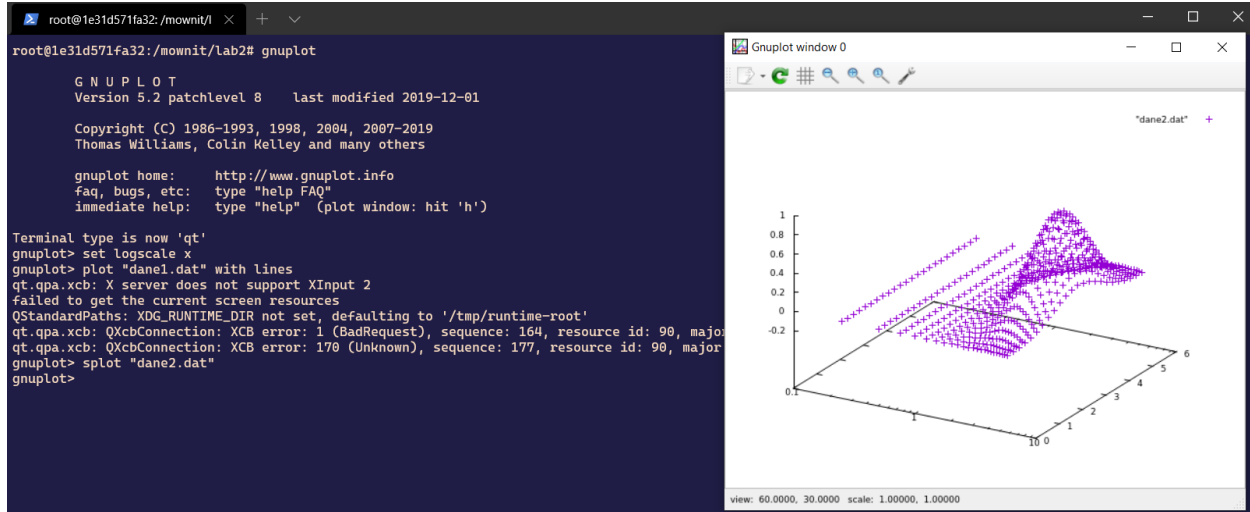 root@1e31d571fa32: /mownit/l
root@1e31d571fa32:/mownit/lab2# gnuplot
G N U P L O T
Version 5.2 patchlevel 8    last modified 2019-12-01
Copyright (C) 1986-1993, 1998, 2004, 2007-2019
Thomas Williams, Colin Kelley and many others
gnuplot home:     http://www.gnuplot.info
faq, bugs, etc:   type "help FAQ"
immediate help:   type "help"  (plot window: hit 'h')
Terminal type is now 'qt'
gnuplot> set logscale x
gnuplot> plot "dane1.dat" with lines
qt.qpa.xcb: X server does not support XInput 2
failed to get the current screen resources
QStandardPaths: XDG_RUNTIME_DIR not set, defaulting to '/tmp/runtime-root'
qt.qpa.xcb: QXcbConnection: XCB error: 1 (BadRequest), sequence: 164, resource id: 90, major
qt.qpa.xcb: QXcbConnection: XCB error: 170 (Unknown), sequence: 177, resource id: 90, major
gnuplot> splot "dane2.dat"
gnuplot>
Gnuplot window 0
"dane2.dat"
1
0.8
0.6
0.4
0.2
0
-0.2
0.1
1
10
0
1
2
3
4
5
6
view: 60.0000, 30.0000  scale: 1.00000, 1.00000